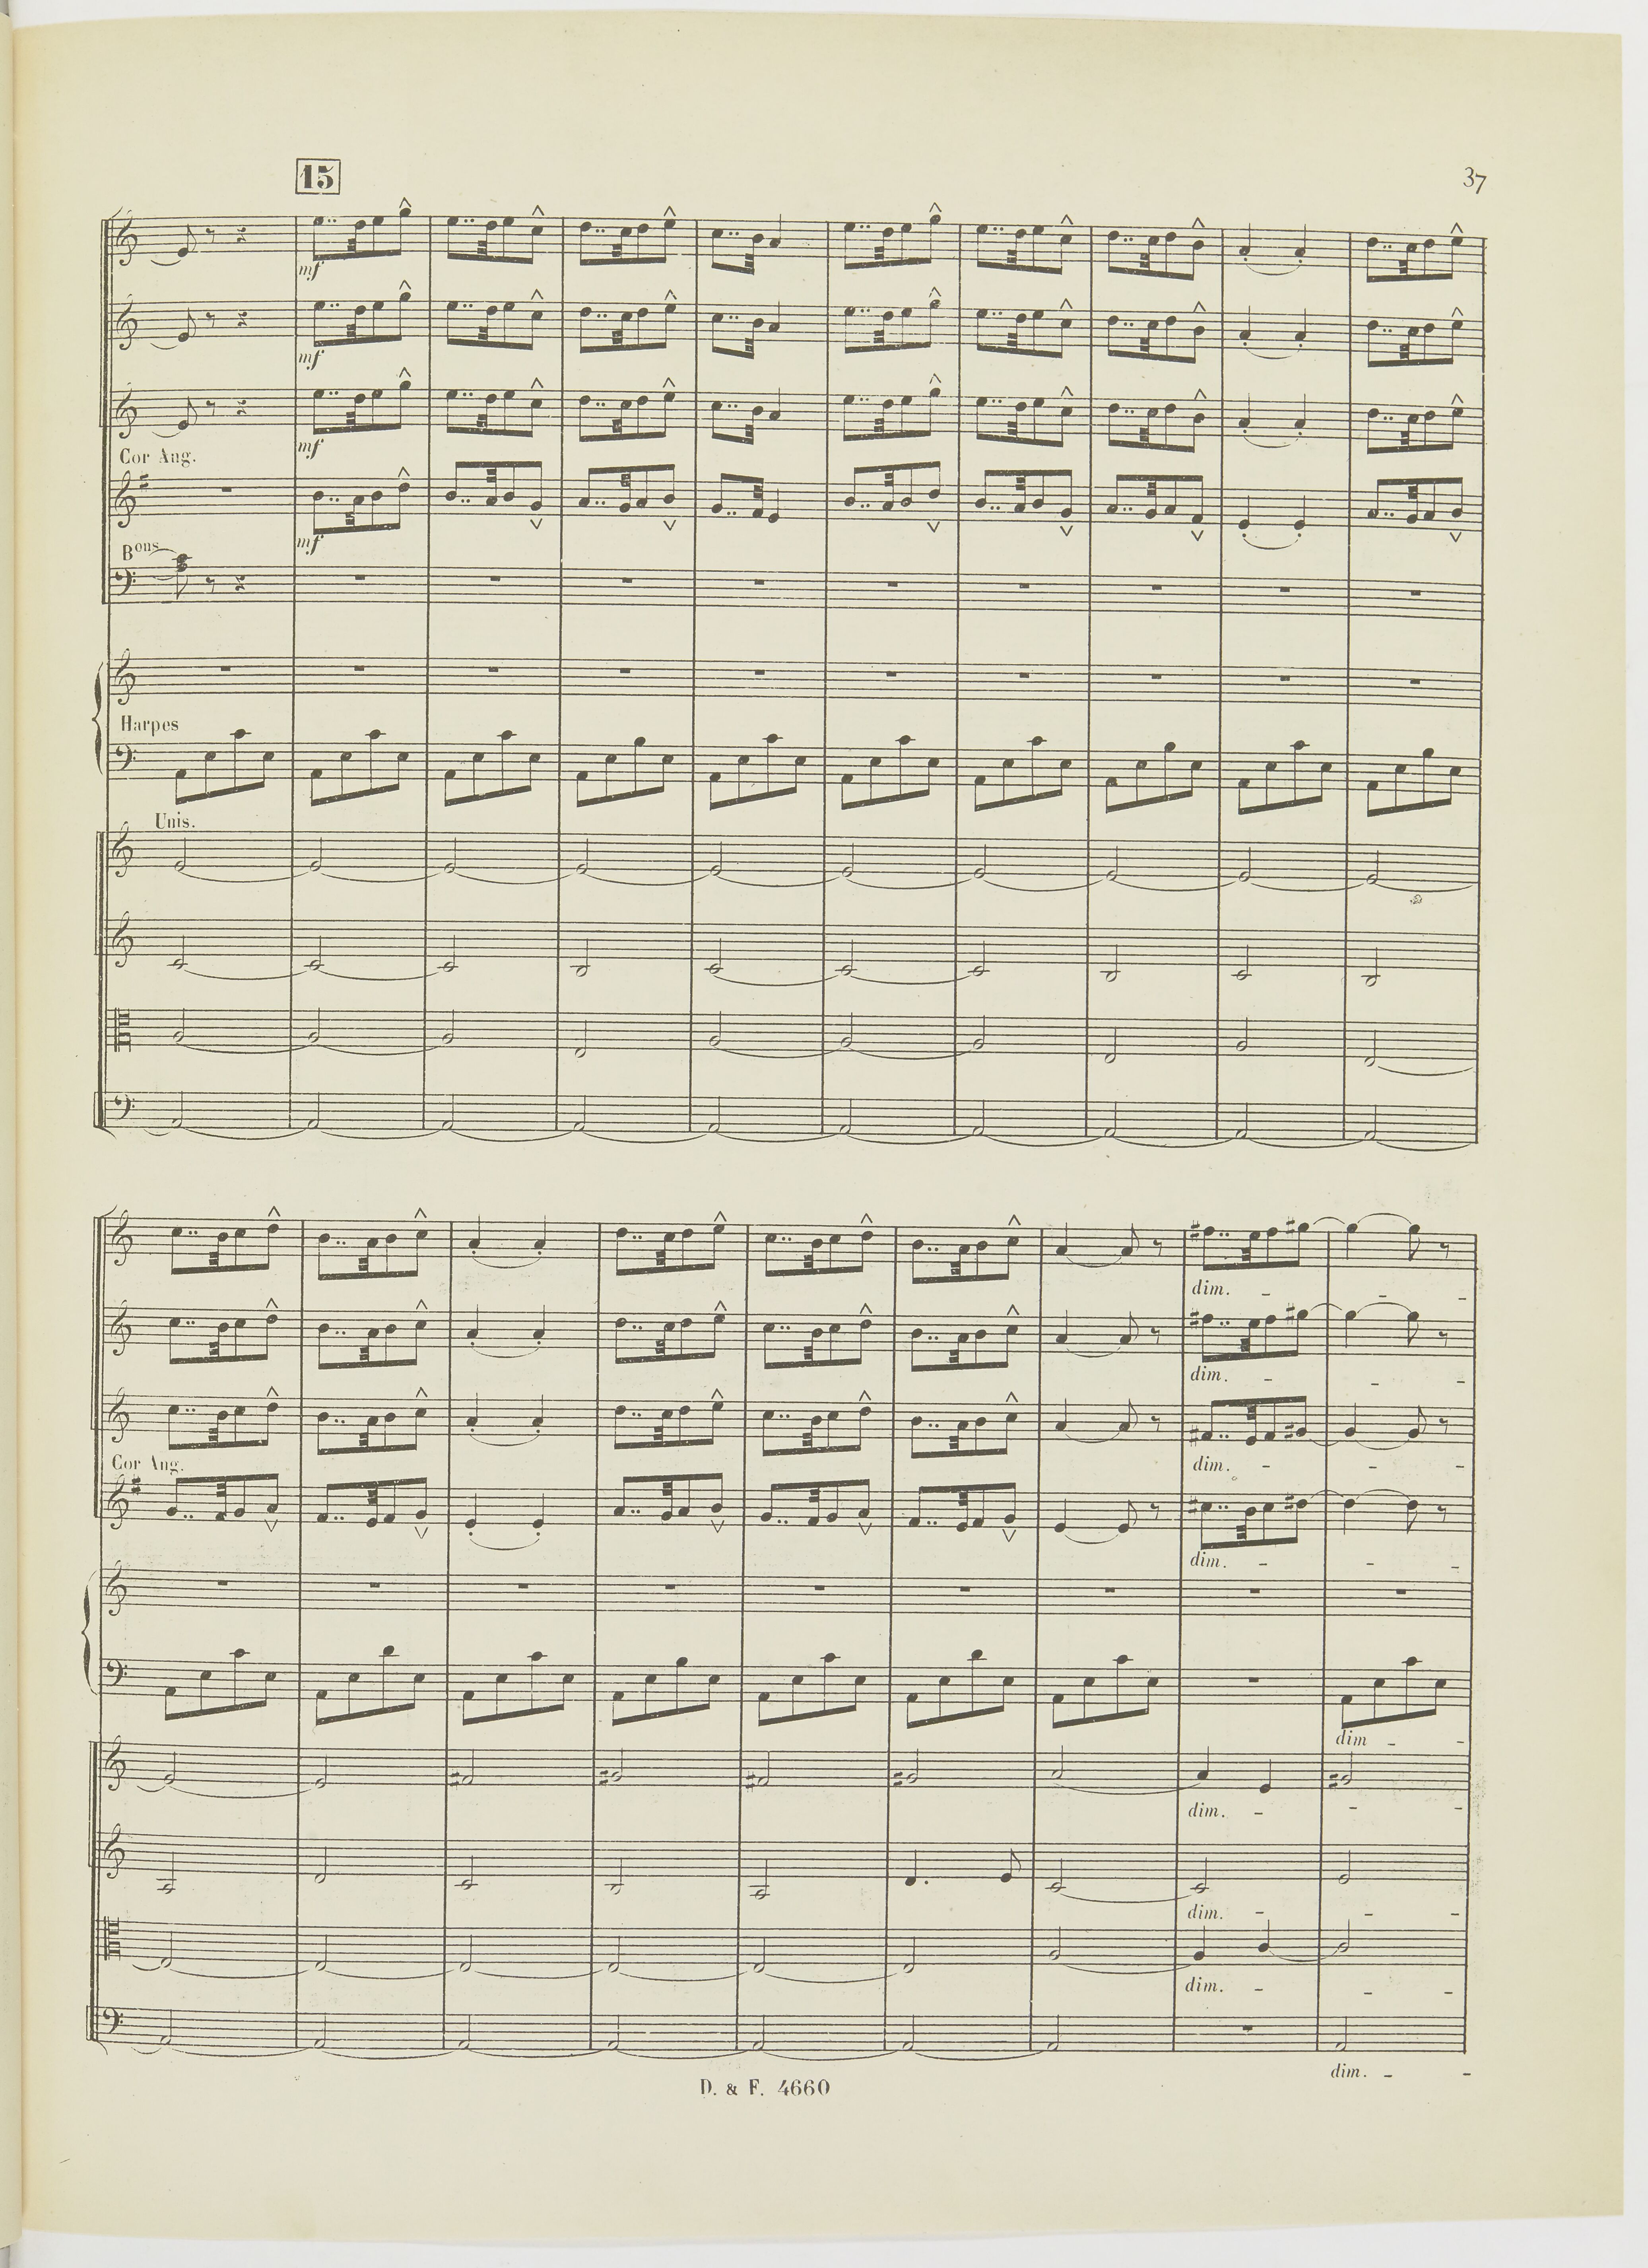 15
37
mf
mf
mf
Cor Ang.
mf
Bons
Harpes
Unis.
dim. - - -
dim. - - -
dim. - - -
Cor Ang.
dim. - - -
dim - -
dim. - - -
dim. - - -
dim. - - -
dim. - -
D. & F. 4660